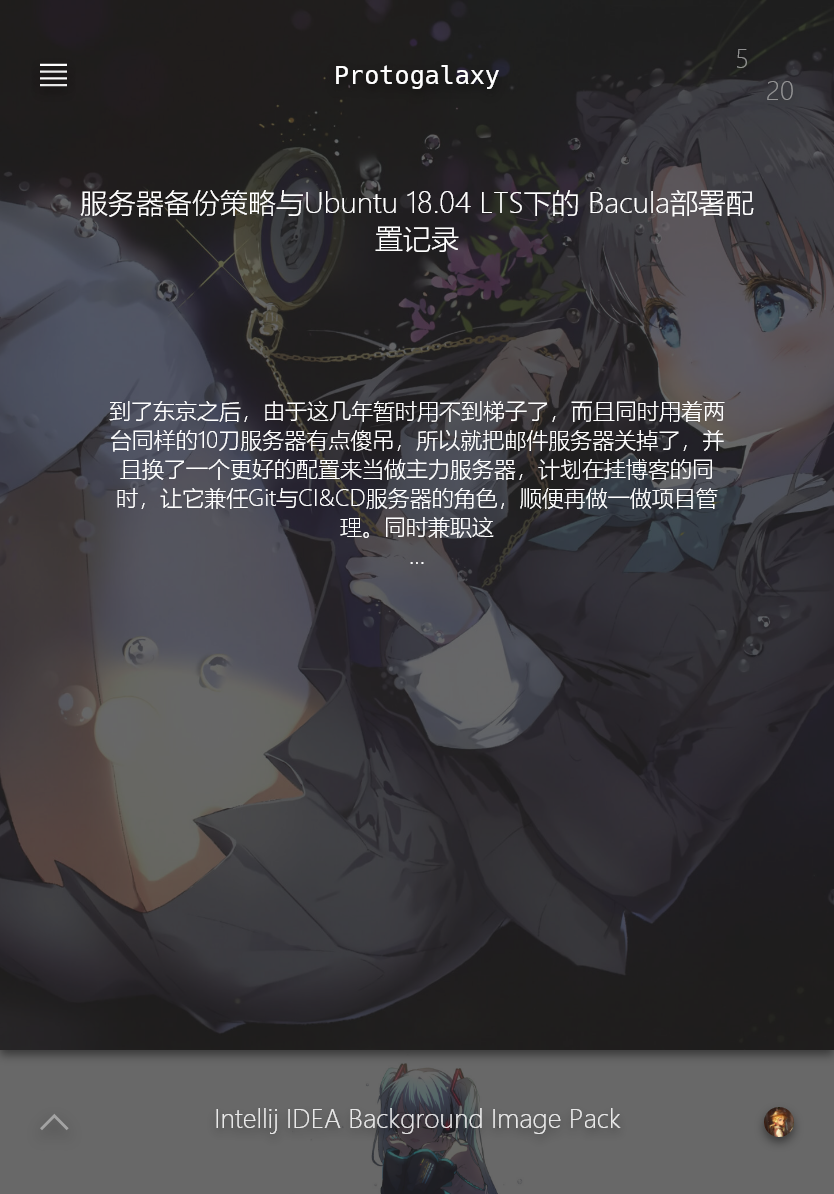 Protogalaxy
5
20
服务器备份策略与Ubuntu 18.04 LTS下的 Bacula部署配
置记录
到了东京之后，由于这几年暂时用不到梯子了，而且同时用着两
台同样的10刀服务器有点傻吊，所以就把邮件服务器关掉了，并
且换了一个更好的配置来当做主力服务器，计划在挂博客的同
时，让它兼任Git与CI&CD服务器的角色，顺便再做一做项目管
理。同时兼职这
...
Intellij IDEA Background Image Pack